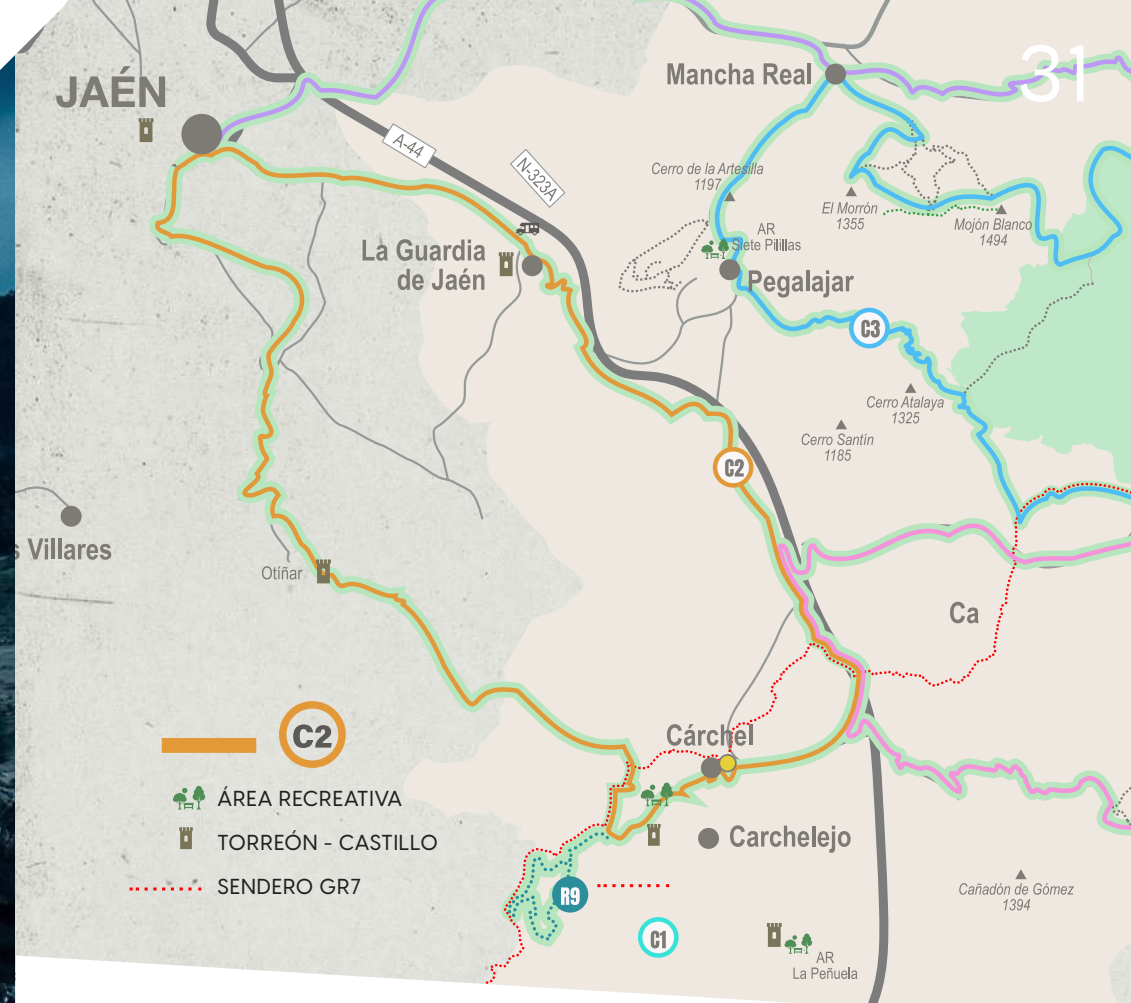 31
JAÉN
Mancha Real
A-44
N-323A
Cerro de la Artesilla
1197
El Morrón
1355
Mojón Blanco
1494
AR
Siete Pilillas
La Guardia
de Jaén
Pegalajar
C3
Cerro Atalaya
1325
Cerro Santín
1185
C2
s Villares
Otíñar
Ca
C2
Cárchel
ÁREA RECREATIVA
TORREÓN - CASTILLO
Carchelejo
SENDERO GR7
R9
Cañadón de Gómez
1394
C1
AR
La Peñuela